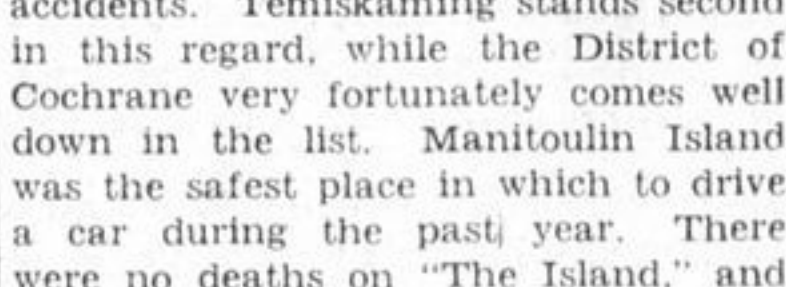 accidents. Temiskaming stands second
in this regard, while the District of
Cochrane very fortunately comes well
down in the list. Manitoulin Island
was the safest place in which to drive
a car during the past year. There
were no deaths on "The Island," and